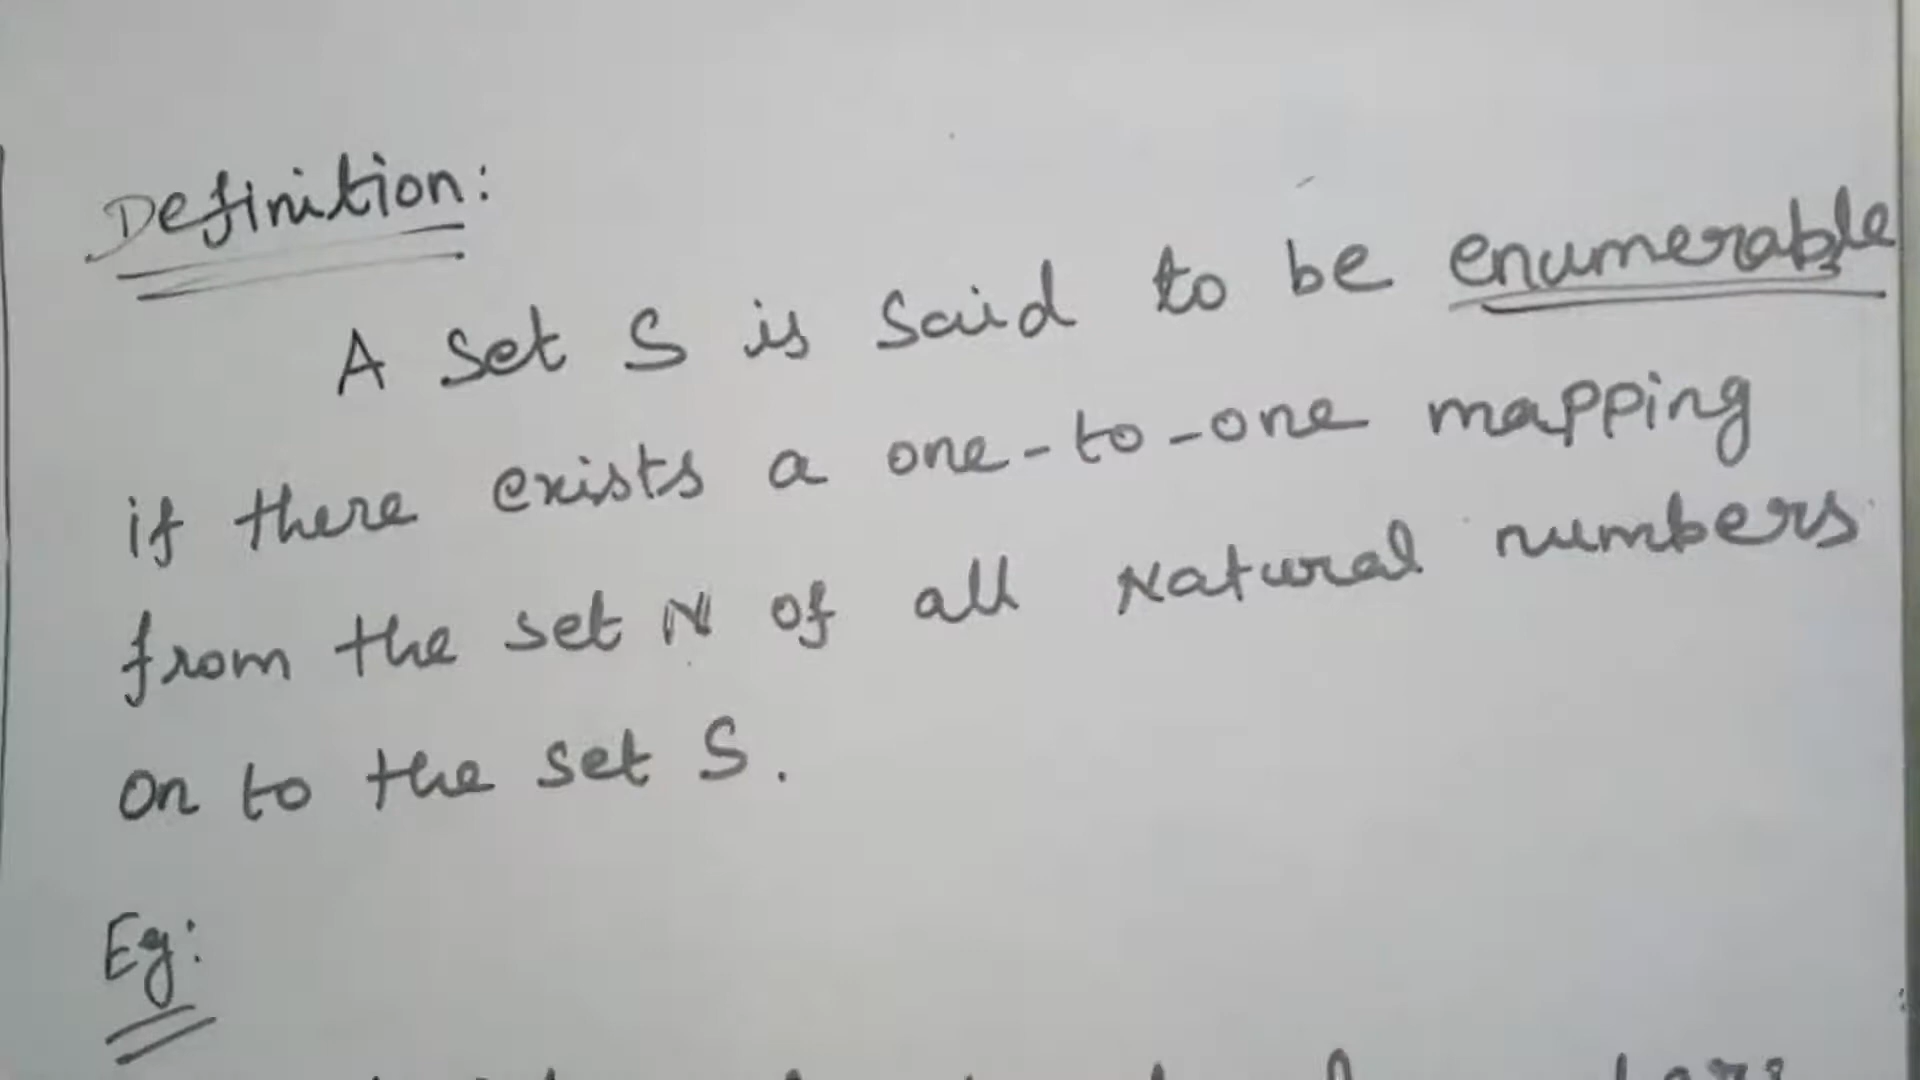 Definition:
A set S is said to be enumerable
if there exists a one-to-one mapping
from the set N of all Natural numbers
on to the set S.
Eg: